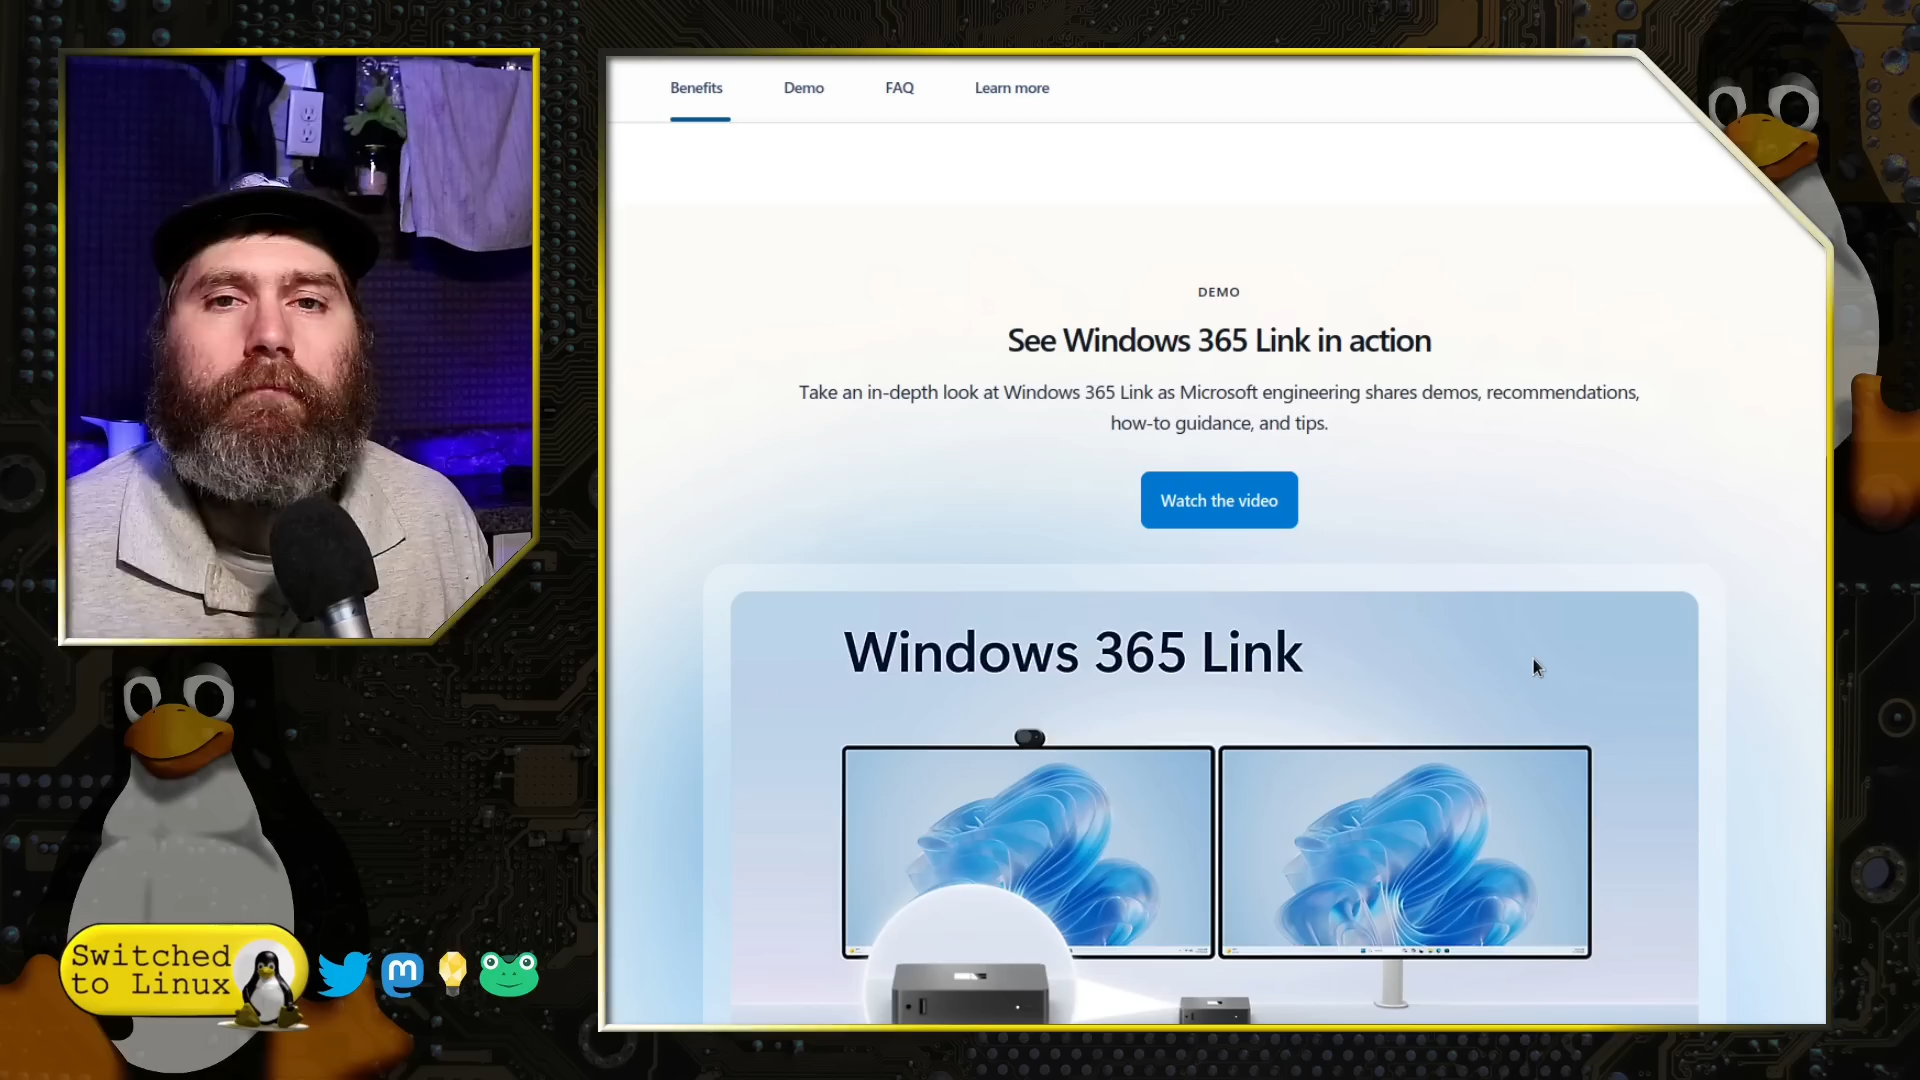 Benefits
Demo
FAQ
Learn more
DEMO
See Windows 365 Link in action
Take an in-depth look at Windows 365 Link as Microsoft engineering shares demos, recommendations,
how-to guidance, and tips.
Watch the video
Windows 365 Link
Switched
to Linux
m